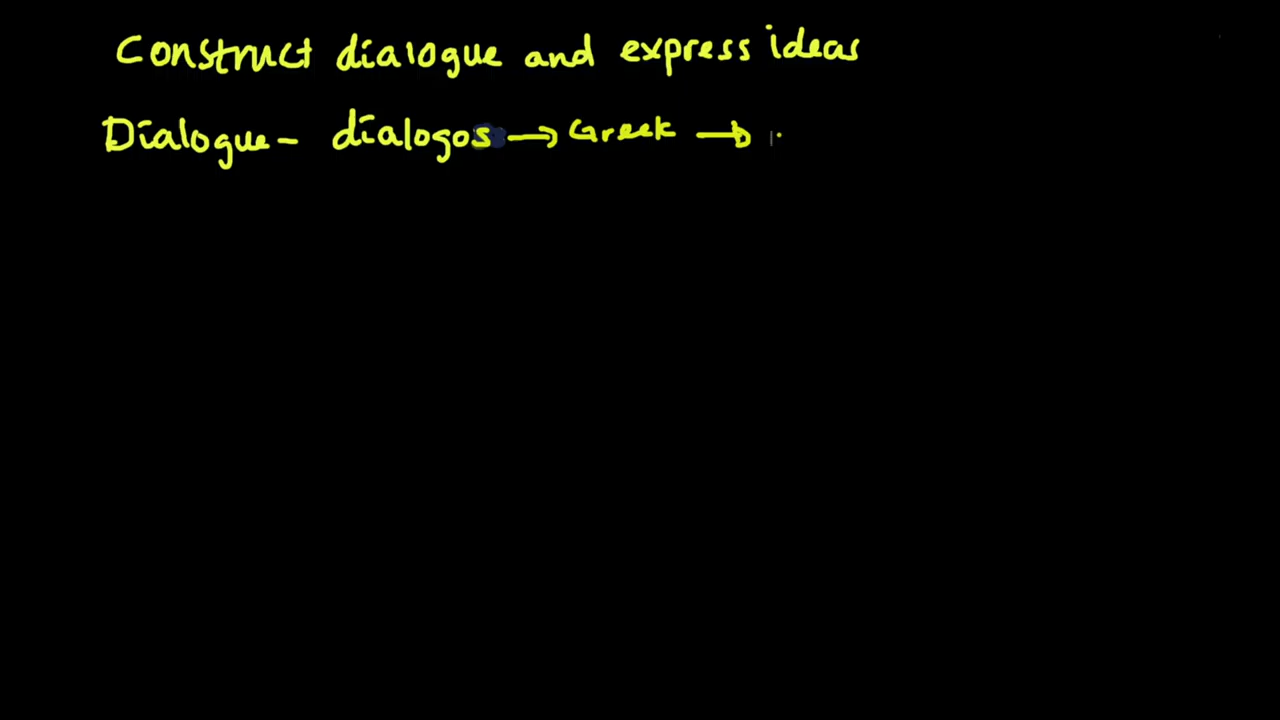 Construct dialogue and express ideas
Dialogue - dialogos → Greek →